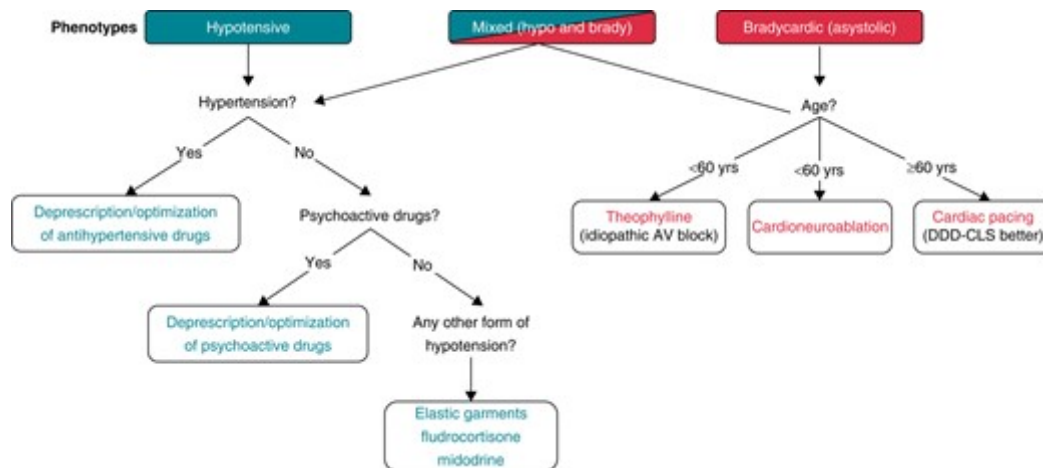 Phenotypes
Hypotensive
Mixed (hypo and brady)
Bradycardic (asystolic)
Hypertension?
Age?
Yes
No
<60 yrs
<60 yrs
≥60 yrs
Deprescription/optimization
of antihypertensive drugs
Psychoactive drugs?
Theophylline
(idiopathic AV block)
Cardioneuroablation
Cardiac pacing
(DDD-CLS better)
Yes
No
Deprescription/optimization
of psychoactive drugs
Any other form of
hypotension?
Elastic garments
fludrocortisone
midodrine